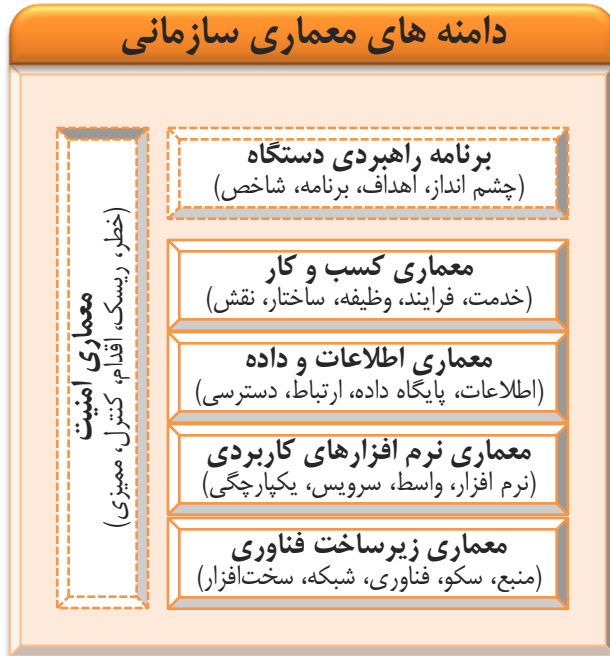 دامنه های معماری سازمانی
برنامه راهبردی دستگاه
(چشم انداز، اهداف، برنامه، شاخص)
معماری کسب و کار
(خدمت، فرایند، وظیفه، ساختار، نقش)
معماری اطلاعات و داده
(اطلاعات، پایگاه داده، ارتباط، دسترسی)
معماری نرم افزارهای کاربردی
(نرم افزار، واسط، سرویس، یکپارچگی)
معماری زیرساخت فناوری
(منبع، سکو، فناوری، شبکه، سخت‌افزار)
معماری امنیت
(خطر، ریسک، اقدام، کنترل، ممیزی)